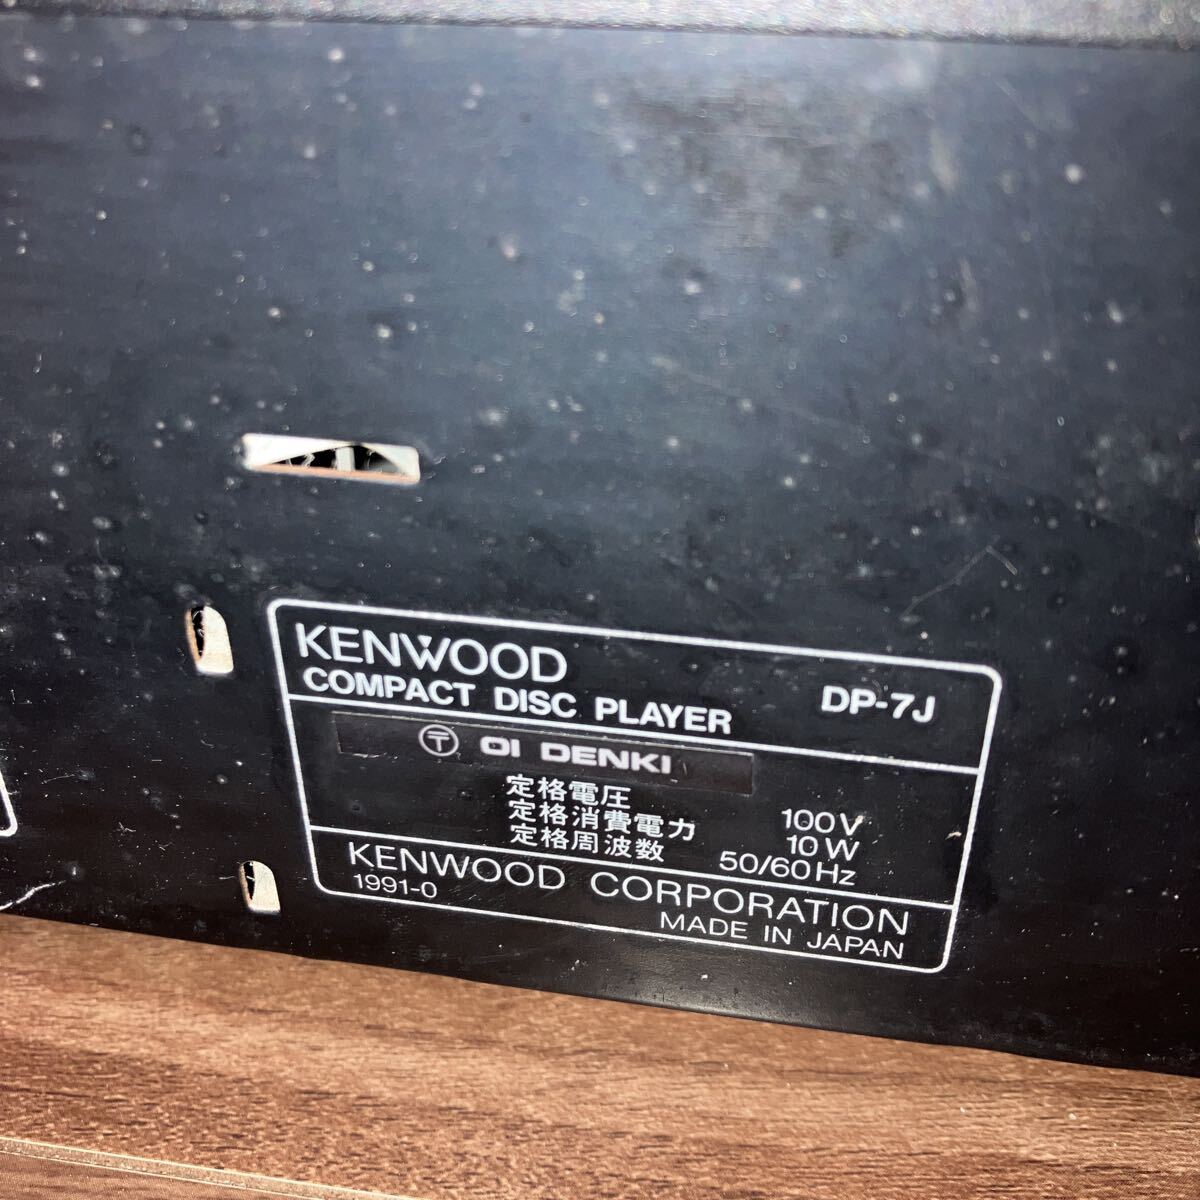 KENWOOD
COMPACT DISC PLAYER DP-7J
〒 OI DENKI
定格電圧 100V
定格消費電力 10W
定格周波数 50/60Hz
KENWOOD CORPORATION
1991-0 MADE IN JAPAN